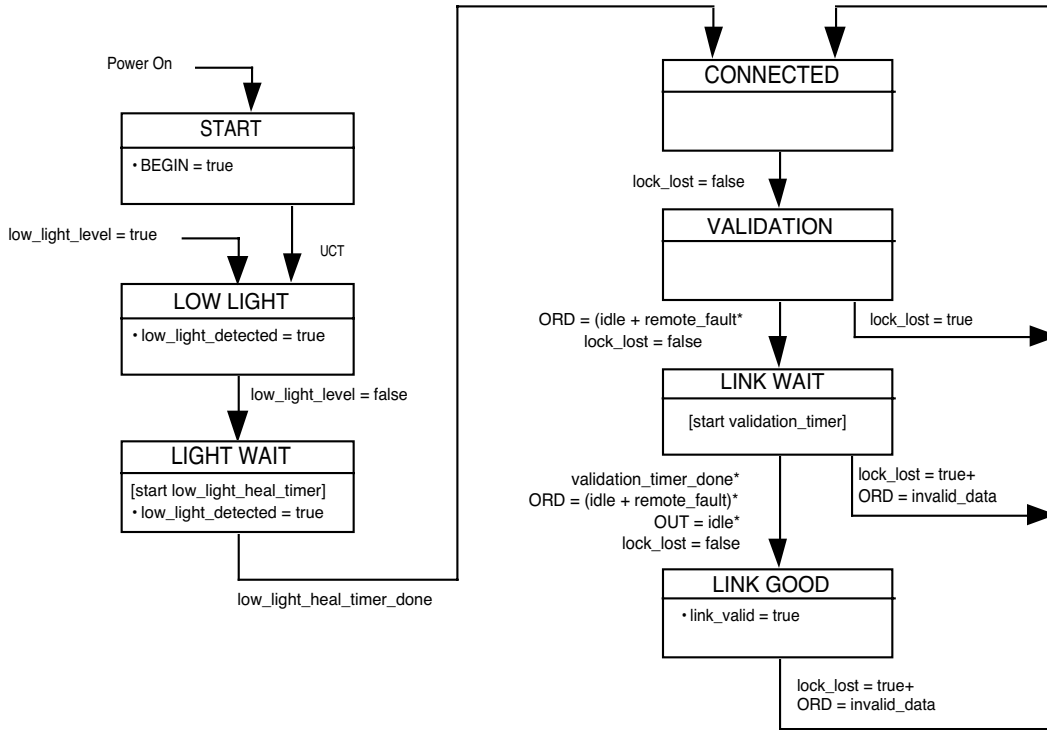 Power On
START
• BEGIN = true
low_light_level = true
UCT
LOW LIGHT
• low_light_detected = true
low_light_level = false
LIGHT WAIT
[start low_light_heal_timer]
• low_light_detected = true
low_light_heal_timer_done
CONNECTED
lock_lost = false
VALIDATION
ORD = (idle + remote_fault*
lock_lost = false
lock_lost = true
LINK WAIT
[start validation_timer]
validation_timer_done*
ORD = (idle + remote_fault)*
OUT = idle*
lock_lost = false
lock_lost = true+
ORD = invalid_data
LINK GOOD
• link_valid = true
lock_lost = true+
ORD = invalid_data